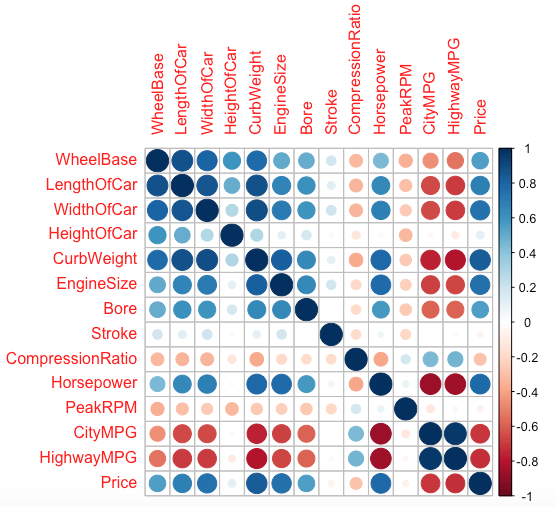 WheelBase
LengthOfCar
WidthOfCar
HeightOfCar
CurbWeight
EngineSize
Bore
Stroke
CompressionRatio
Horsepower
PeakRPM
CityMPG
HighwayMPG
Price
WheelBase
LengthOfCar
WidthOfCar
HeightOfCar
CurbWeight
EngineSize
Bore
Stroke
CompressionRatio
Horsepower
PeakRPM
CityMPG
HighwayMPG
Price
1
0.8
0.6
0.4
0.2
0
-0.2
-0.4
-0.6
-0.8
-1